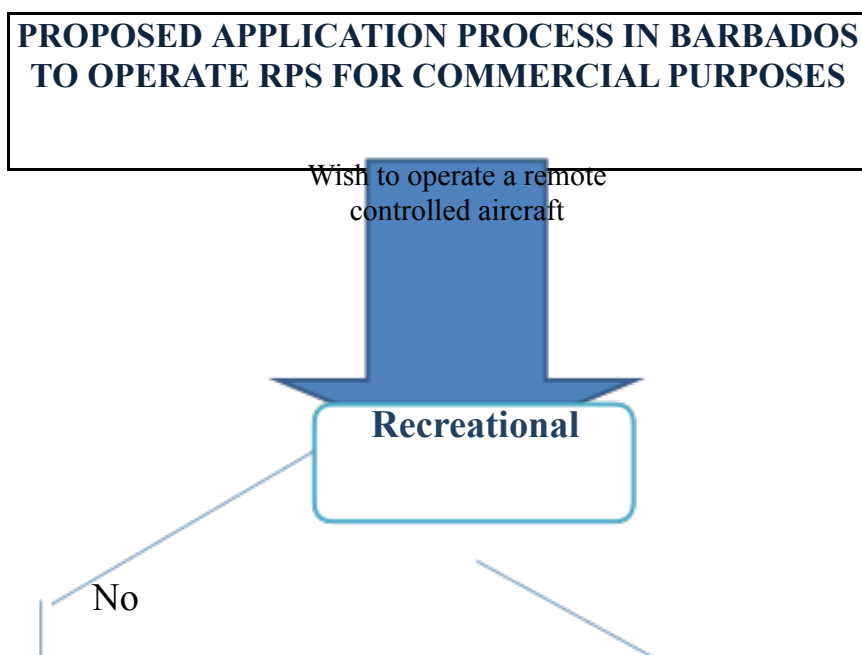 PROPOSED APPLICATION PROCESS IN BARBADOS
TO OPERATE RPS FOR COMMERCIAL PURPOSES
Wish to operate a remote
controlled aircraft
Recreational
No